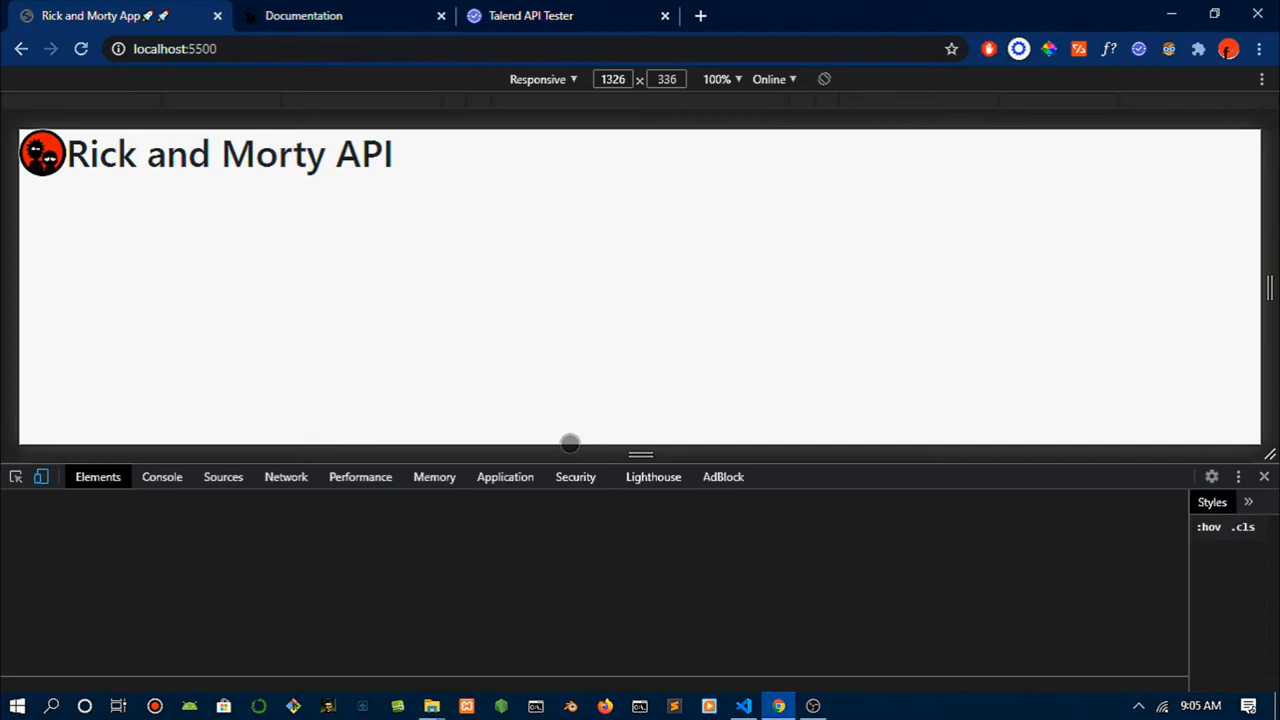 Rick and Morty App🚀 🚀
Documentation
Talend API Tester
localhost:5500
f?
Responsive
1326 × 336
100%
Online
Rick and Morty API
Elements
Console
Sources
Network
Performance
Memory
Application
Security
Lighthouse
AdBlock
Styles
»
:hov .cls
9:05 AM